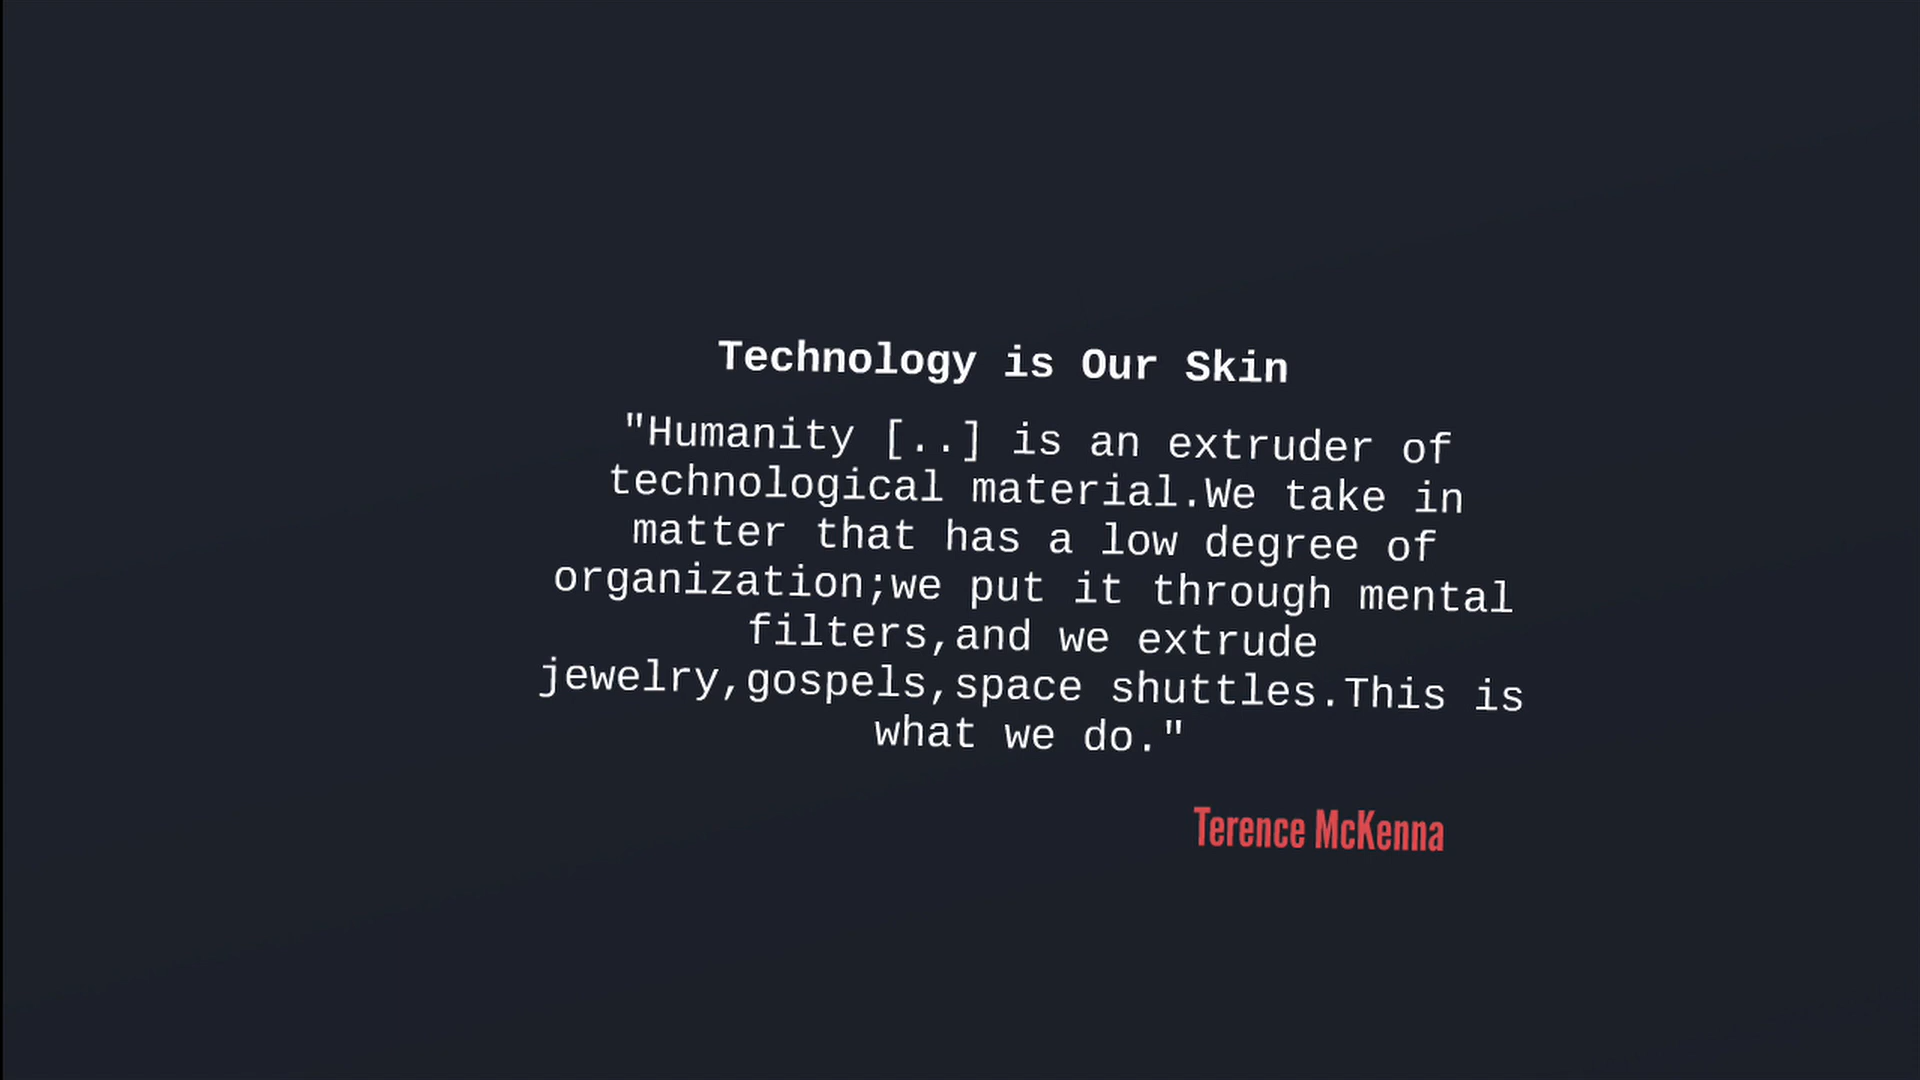 Technology is Our Skin
"Humanity [..] is an extruder of
technological material.We take in
matter that has a low degree of
organization;we put it through mental
filters,and we extrude
jewelry,gospels,space shuttles.This is
what we do."
Terence McKenna